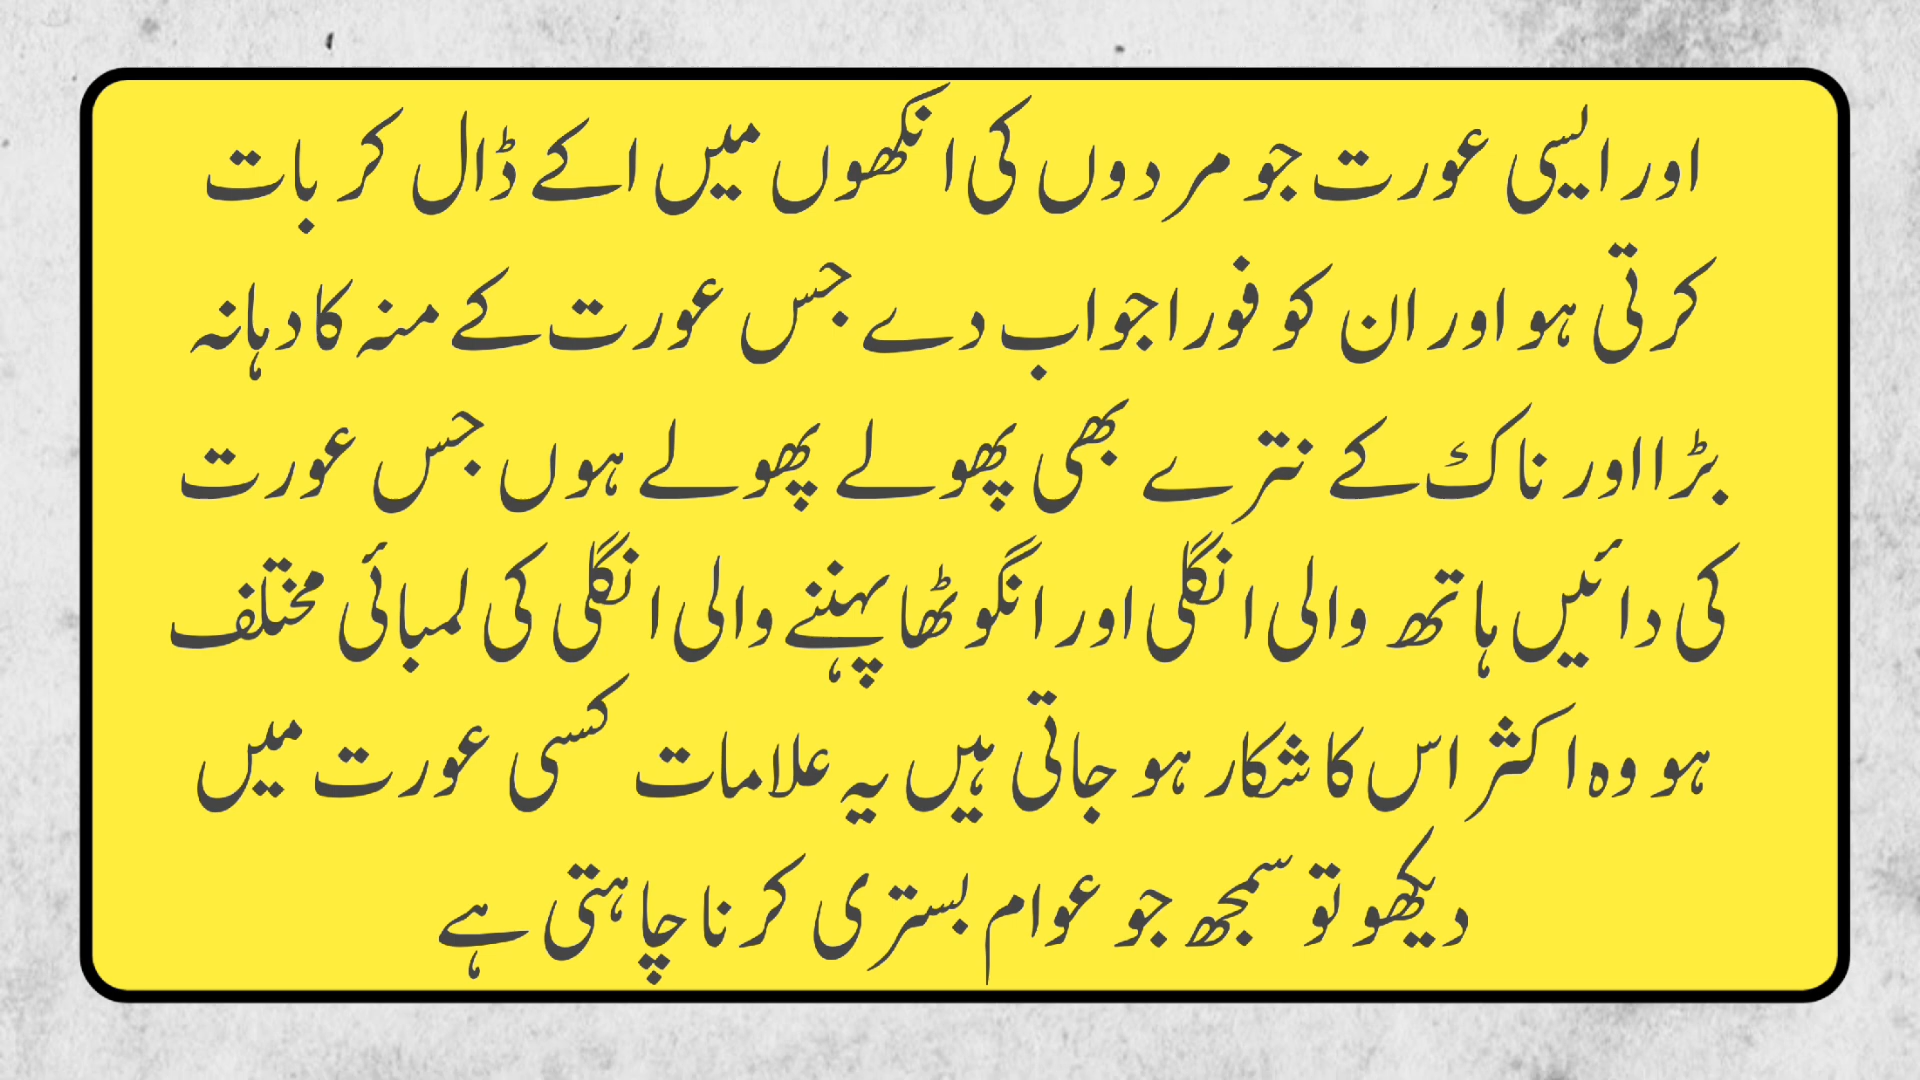 اور ایسی عورت جو مردوں کی انکھوں میں اکے ڈال کر بات
کرتی ہو اور ان کو فورا جواب دے جس عورت کے منہ کا دہانہ
بڑا اور ناک کے نترے بھی پھولے پھولے ہوں جس عورت
کی دائیں ہاتھ والی انگلی اور انگوٹھا پہننے والی انگلی کی لمبائی مختلف
ہو وہ اکثر اس کا شکار ہو جاتی ہیں یہ علامات کسی عورت میں
دیکھو تو سمجھ جو عوام بستری کرنا چاہتی ہے